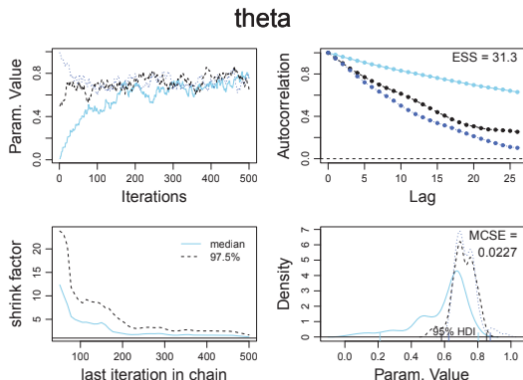 theta
Param. Value
0.0 0.4 0.8
0 100 200 300 400 500
Iterations
Autocorrelation
0.0 0.4 0.8
ESS = 31.3
0 5 10 15 20 25
Lag
shrink factor
5 10 20
median
97.5%
100 200 300 400 500
last iteration in chain
Density
0 1 2 3 4 5 6 7
MCSE =
0.0227
95% HDI
0.0 0.2 0.4 0.6 0.8 1.0
Param. Value